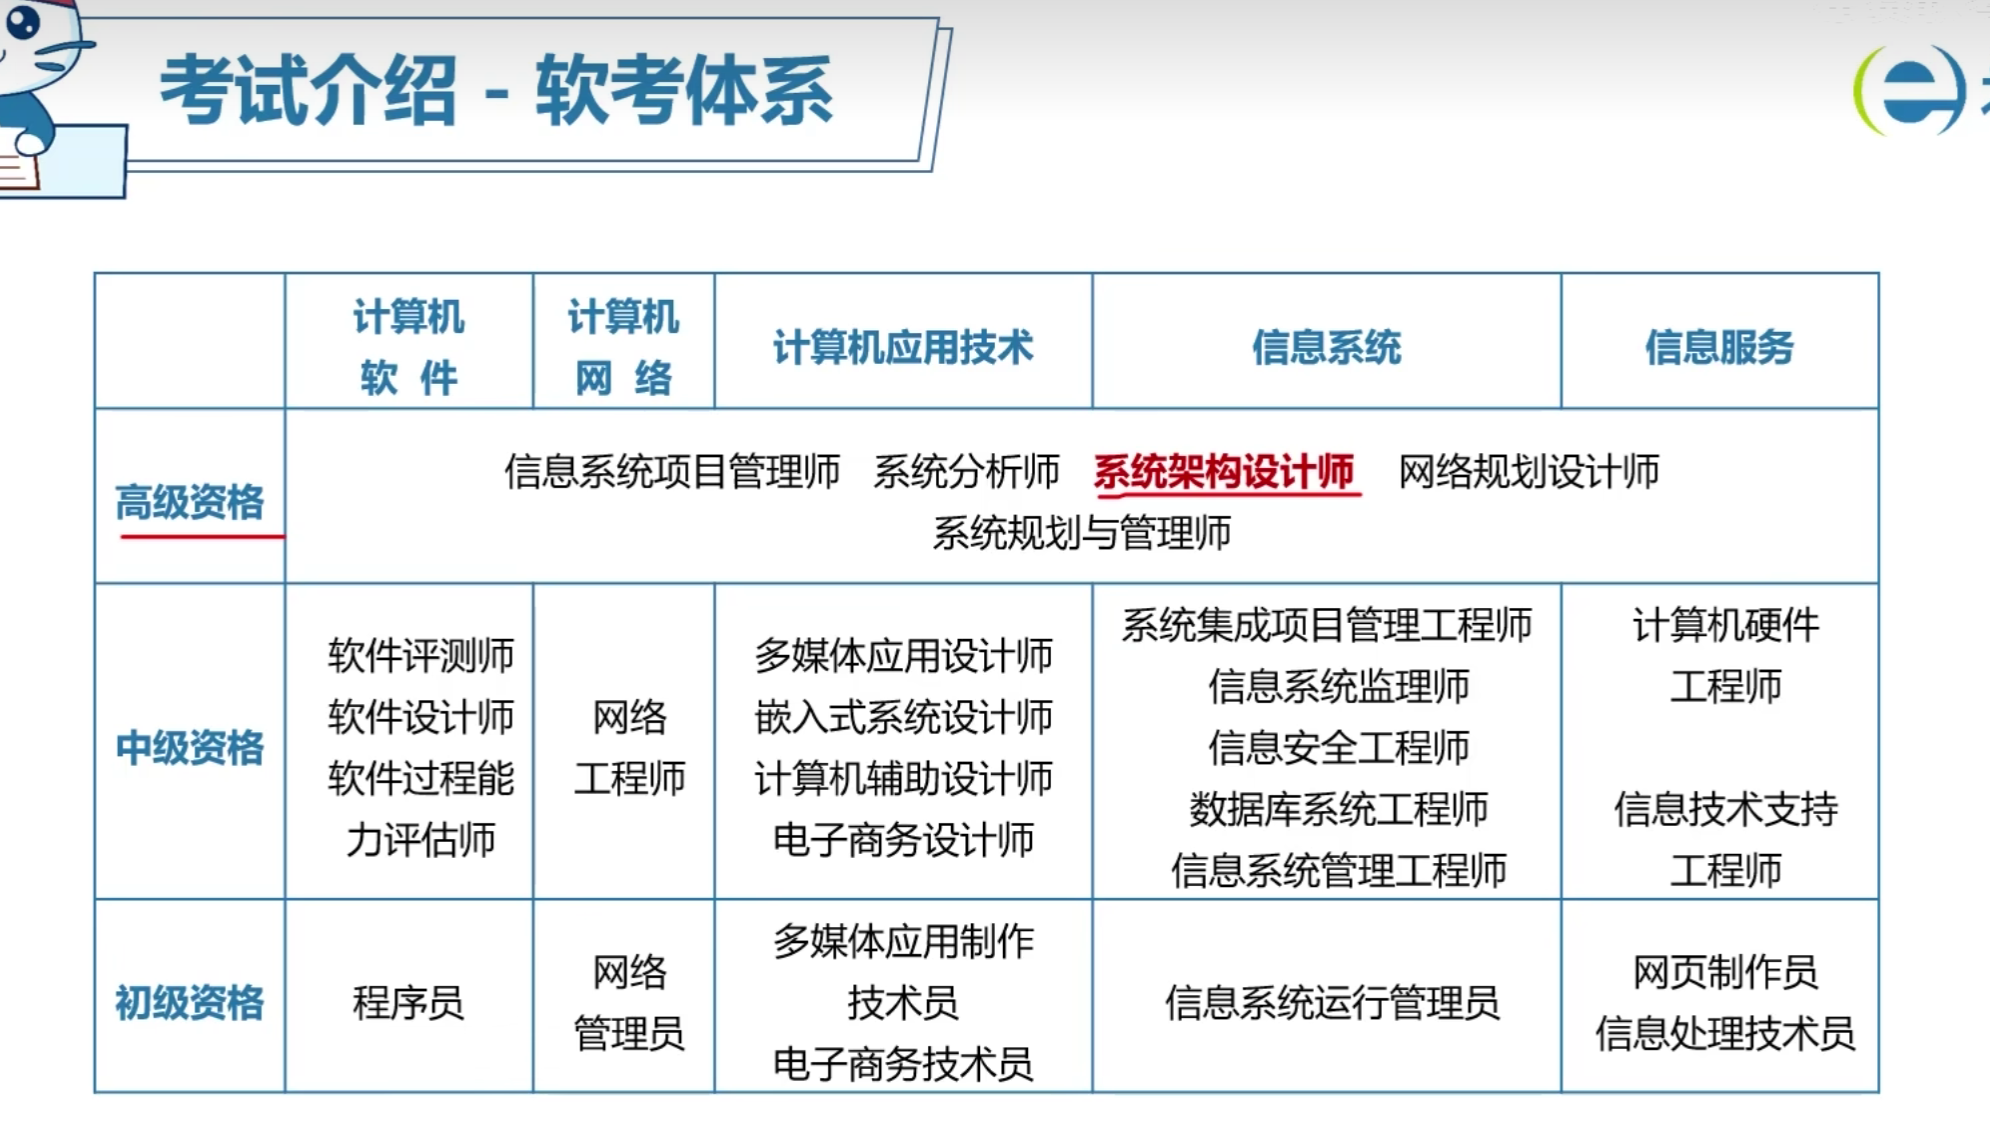 考试介绍 - 软考体系
计算机
软 件
计算机
网 络
计算机应用技术
信息系统
信息服务
高级资格
信息系统项目管理师 系统分析师 系统架构设计师 网络规划设计师
系统规划与管理师
中级资格
软件评测师
软件设计师
软件过程能
力评估师
网络
工程师
多媒体应用设计师
嵌入式系统设计师
计算机辅助设计师
电子商务设计师
系统集成项目管理工程师
信息系统监理师
信息安全工程师
数据库系统工程师
信息系统管理工程师
计算机硬件
工程师
信息技术支持
工程师
初级资格
程序员
网络
管理员
多媒体应用制作
技术员
电子商务技术员
信息系统运行管理员
网页制作员
信息处理技术员